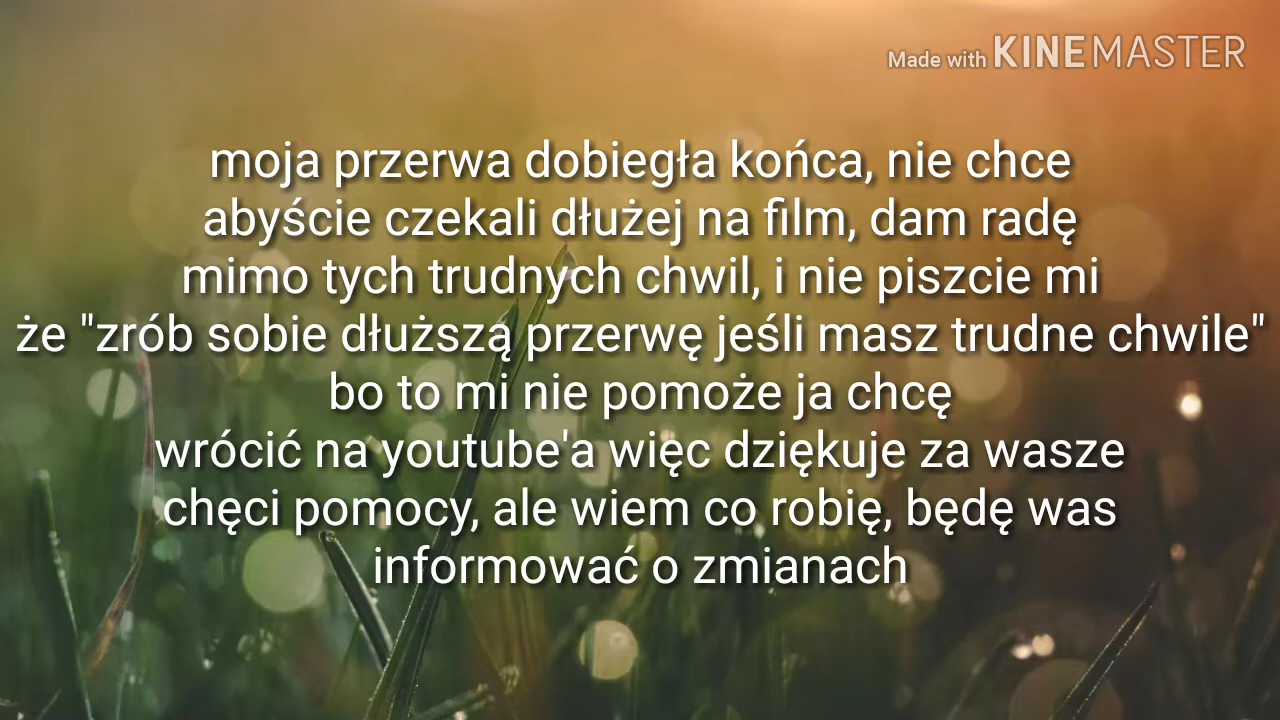 Made with KINEMASTER
moja przerwa dobiegła końca, nie chce
abyście czekali dłużej na film, dam radę
mimo tych trudnych chwil, i nie piszcie mi
że "zrób sobie dłuższą przerwę jeśli masz trudne chwile"
bo to mi nie pomoże ja chcę
wrócić na youtube'a więc dziękuje za wasze
chęci pomocy, ale wiem co robię, będę was
informować o zmianach